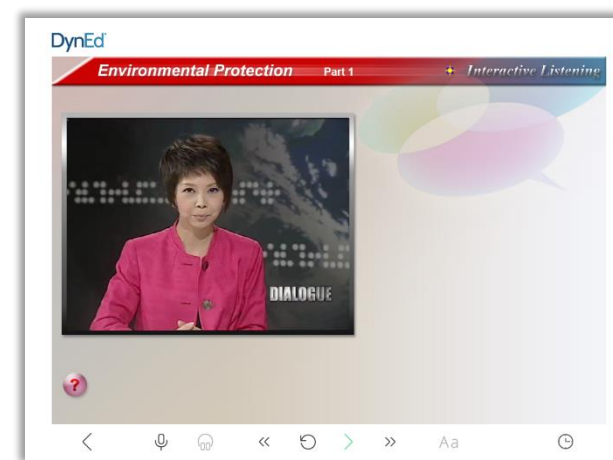 DynEd
Environmental Protection Part 1 Interactive Listening
DIALOGUE
?
Aa